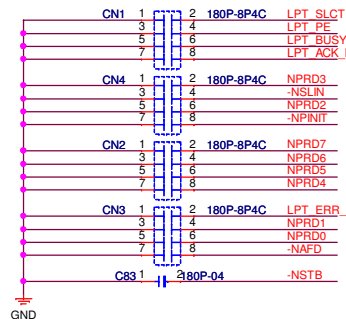 CN1 1 2 180P-8P4C LPT_SLCT
3 4 LPT_PE
5 6 LPT_BUSY
7 8 LPT_ACK_
CN4 1 2 180P-8P4C NPRD3
3 4 -NSLIN
5 6 NPRD2
7 8 -NPINIT
CN2 1 2 180P-8P4C NPRD7
3 4 NPRD6
5 6 NPRD5
7 8 NPRD4
CN3 1 2 180P-8P4C LPT_ERR_
3 4 NPRD1
5 6 NPRD0
7 8 -NAFD
C83 1 2 180P-04 -NSTB
GND